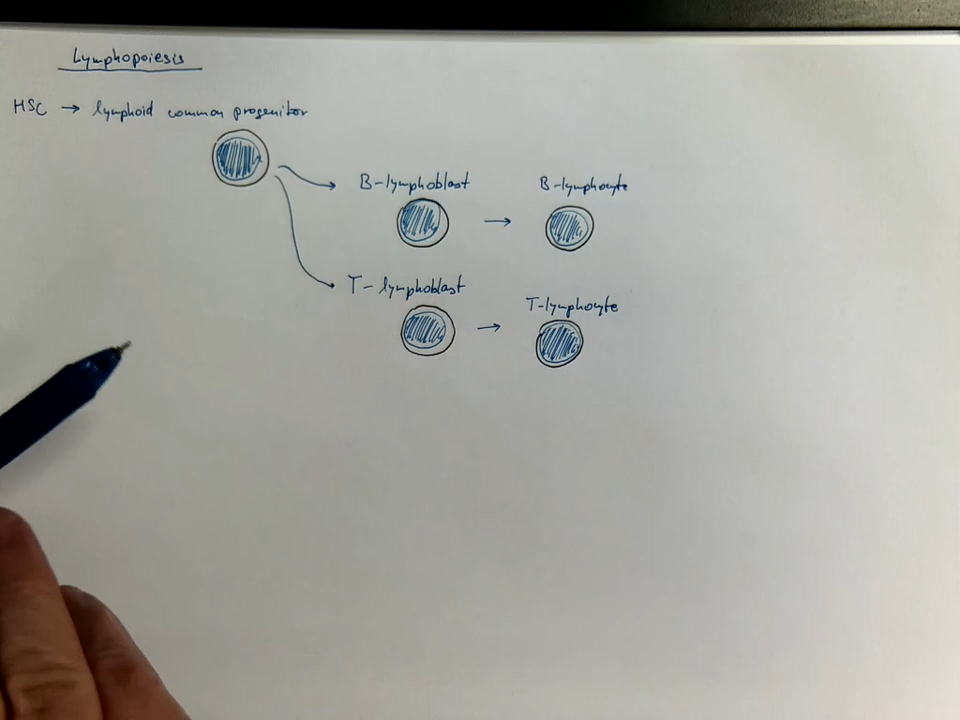 Lymphopoiesis
HSC → lymphoid common progenitor
B-lymphoblast → B-lymphocyte
T-lymphoblast → T-lymphocyte